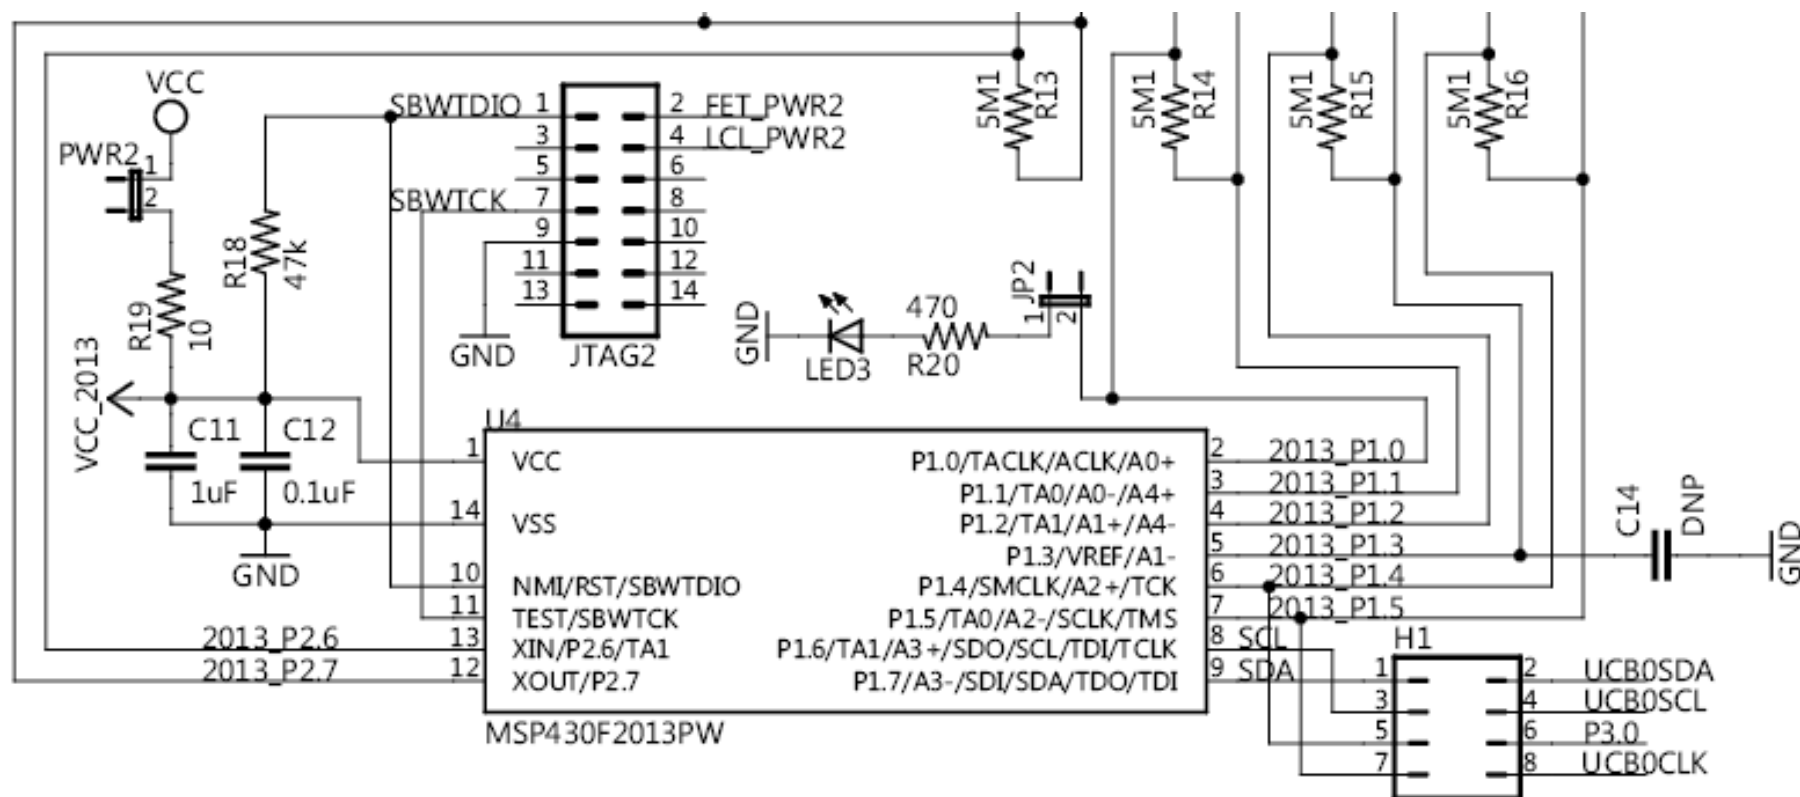 VCC
PWR2
1
2
R18
47k
R19
10
VCC_2013
C11
1uF
C12
0.1uF
GND
SBWTDIO 1 2 FET_PWR2
3 4 LCL_PWR2
5 6
SBWTCK 7 8
9 10
11 12
13 14
GND
JTAG2
5M1
R13
5M1
R14
5M1
R15
5M1
R16
GND
LED3
470
R20
JP2
1
2
U4
1 VCC
14 VSS
10 NMI/RST/SBWTDIO
11 TEST/SBWTCK
2013_P2.6 13 XIN/P2.6/TA1
2013_P2.7 12 XOUT/P2.7
P1.0/TACLK/ACLK/A0+ 2 2013_P1.0
P1.1/TA0/A0-/A4+ 3 2013_P1.1
P1.2/TA1/A1+/A4- 4 2013_P1.2
P1.3/VREF/A1- 5 2013_P1.3
P1.4/SMCLK/A2+/TCK 6 2013_P1.4
P1.5/TA0/A2-/SCLK/TMS 7 2013_P1.5
P1.6/TA1/A3+/SDO/SCL/TDI/TCLK 8 SCL
P1.7/A3-/SDI/SDA/TDO/TDI 9 SDA
MSP430F2013PW
C14
DNP
GND
H1
1 2 UCB0SDA
3 4 UCB0SCL
5 6 P3.0
7 8 UCB0CLK